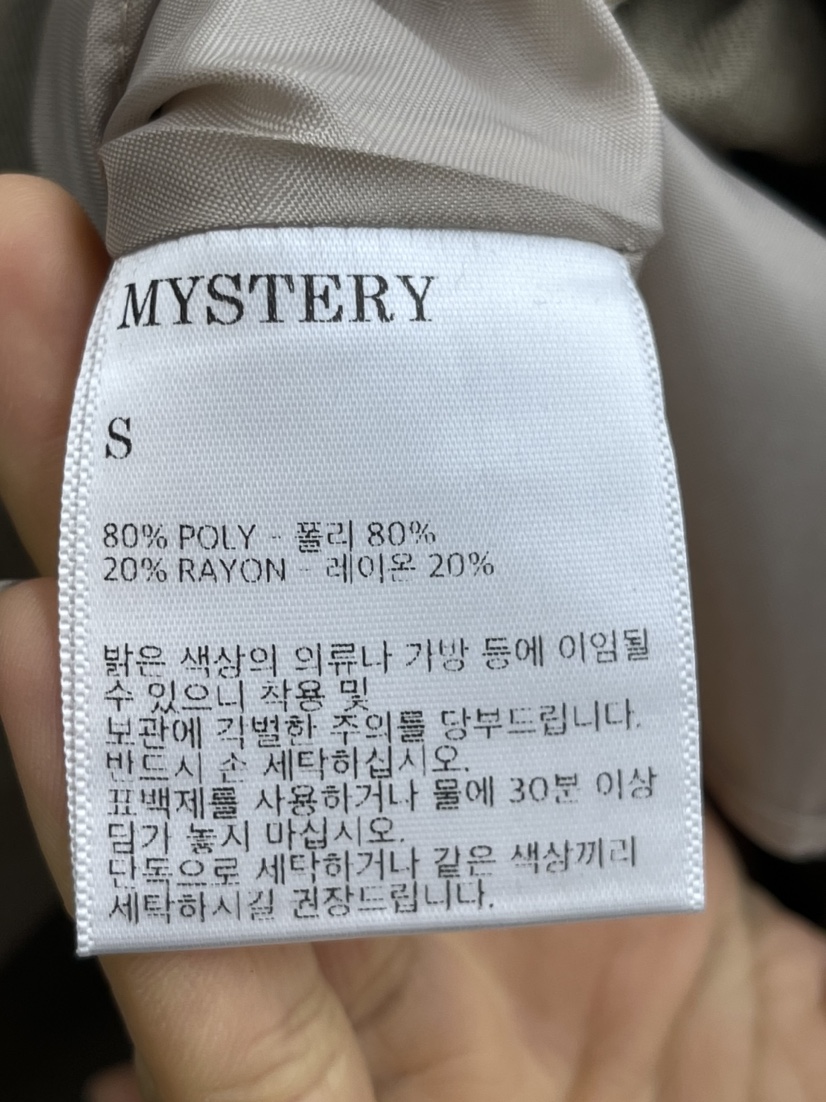 MYSTERY
S
80% POLY - 폴리 80%
20% RAYON - 레이온 20%
밝은 색상의 의류나 가방 등에 이임될
수 있으니 착용 및
보관에 각별한 주의를 당부드립니다.
반드시 손 세탁하십시오.
표백제를 사용하거나 물에 30분 이상
담가 놓지 마십시오.
단독으로 세탁하거나 같은 색상끼리
세탁하시길 권장드립니다.